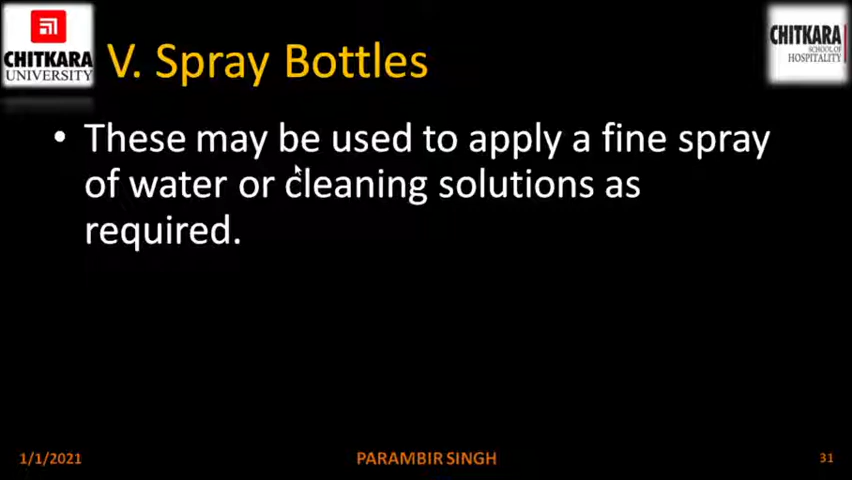 CHITKARA
UNIVERSITY
V. Spray Bottles
CHITKARA
SCHOOL OF
HOSPITALITY
• These may be used to apply a fine spray
of water or cleaning solutions as
required.
1/1/2021
PARAMBIR SINGH
31